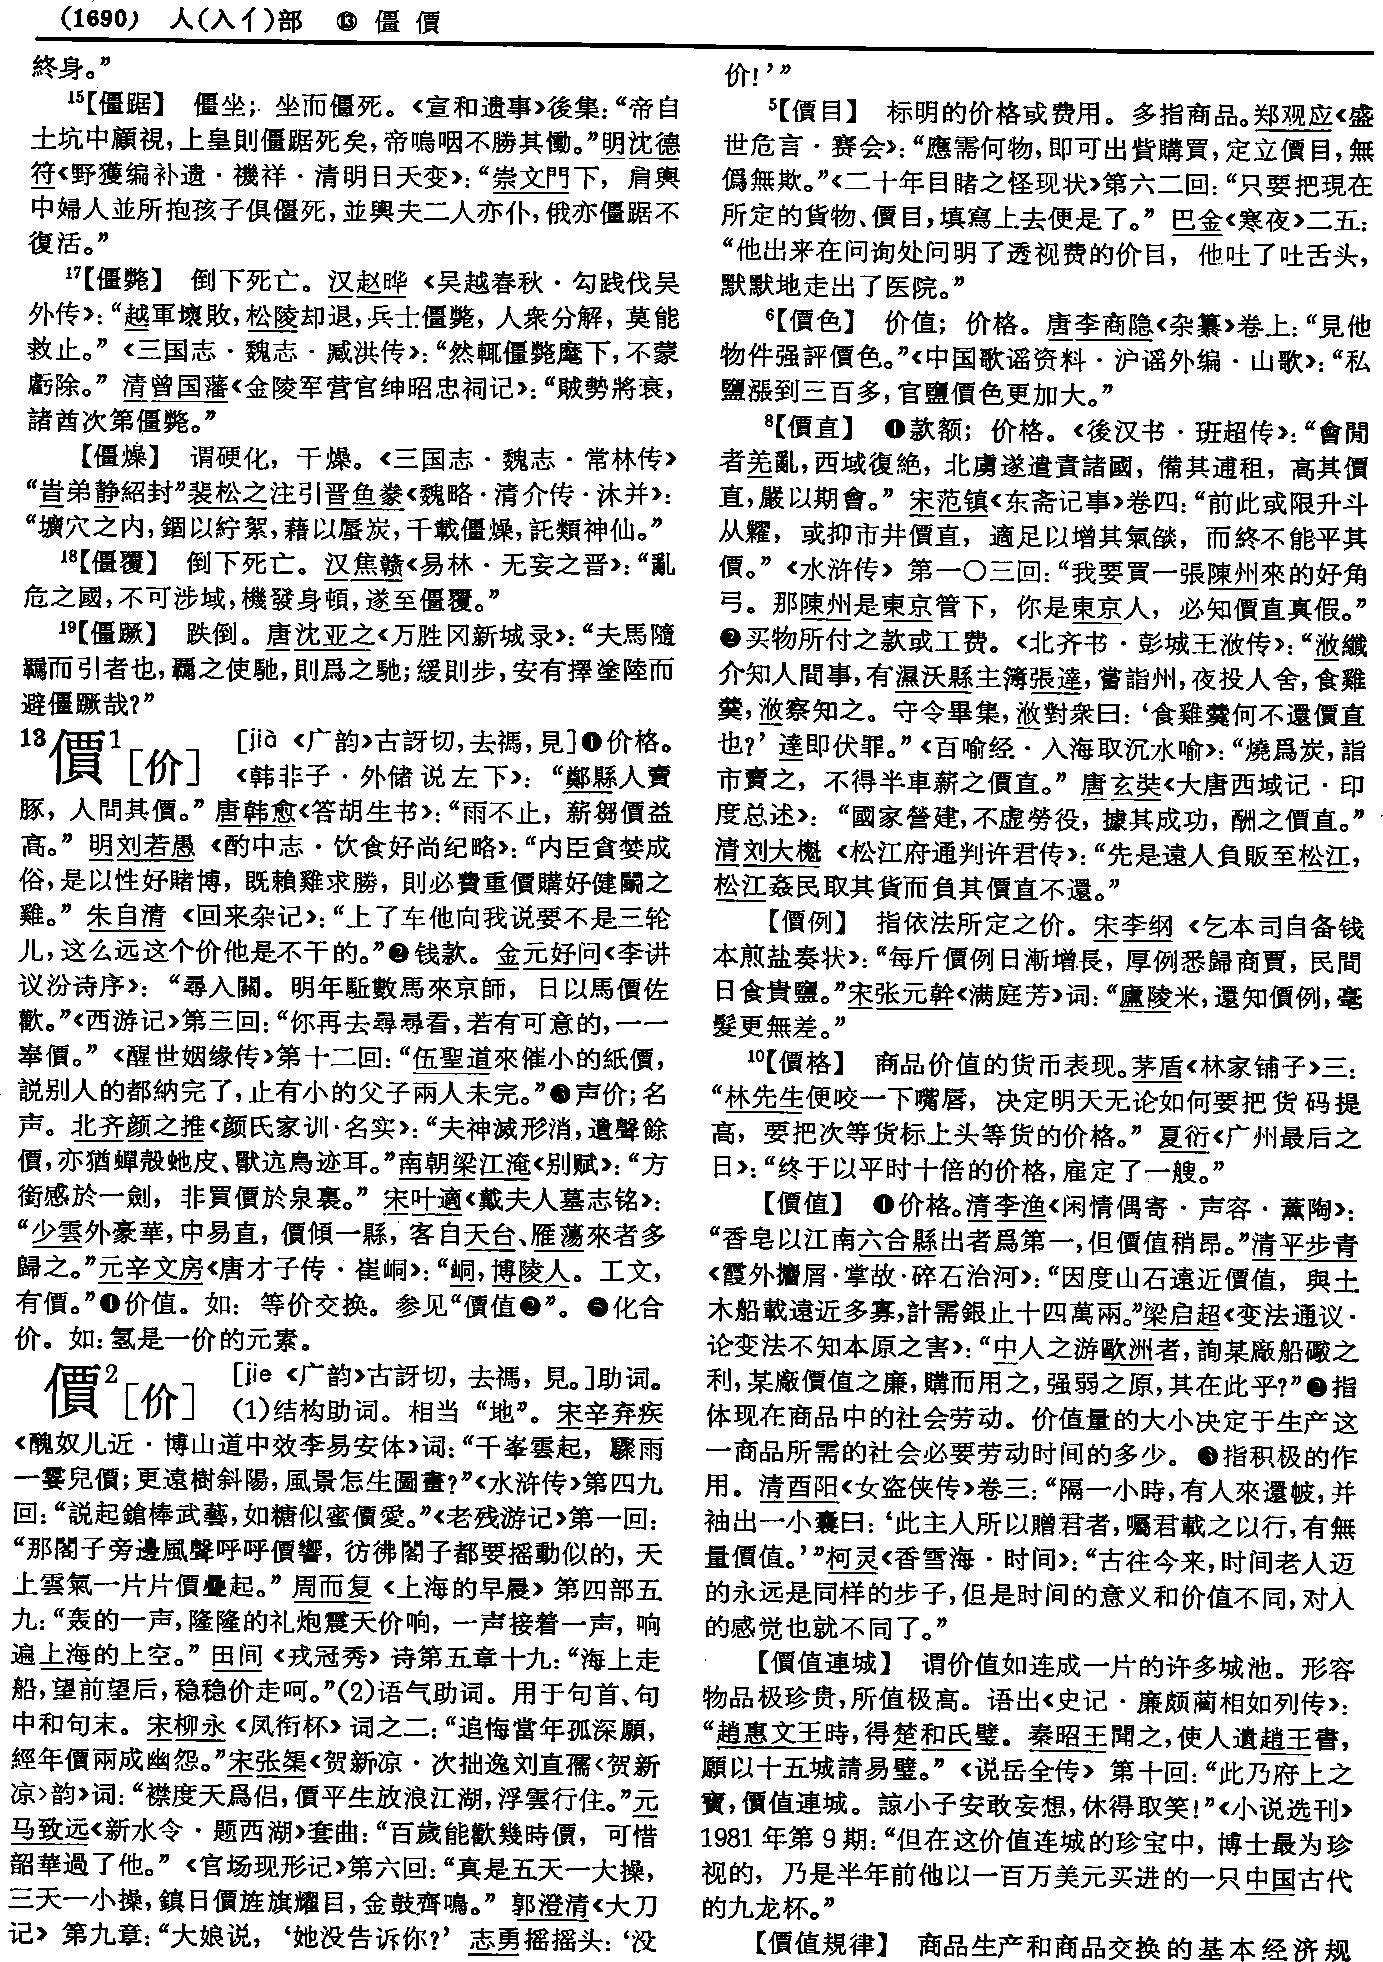 (1690) 人(入亻)部 ⑬ 僵 價
終身。”
15【僵踞】 僵坐；坐而僵死。《宣和遗事》後集：“帝自
土坑中顧視，上皇則僵踞死矣，帝嗚咽不勝其慟。”明沈德
符《野獲编补遗·禨祥·清明日天变》：“崇文門下，肩輿
中婦人並所抱孩子俱僵死，並輿夫二人亦仆，俄亦僵踞不
復活。”
17【僵斃】 倒下死亡。汉赵晔《吴越春秋·勾践伐吴
外传》：“越軍壞敗，松陵却退，兵士僵斃，人衆分解，莫能
救止。”《三国志·魏志·臧洪传》：“然輒僵斃麾下，不蒙
虧除。” 清曾国藩《金陵军营官绅昭忠祠记》：“賊勢將衰，
諸酋次第僵斃。”
【僵燥】 谓硬化，干燥。《三国志·魏志·常林传》
“旹弟静紹封”裴松之注引晋鱼豢《魏略·清介传·沐并》：
“壙穴之内，錮以紵絮，藉以蜃炭，千載僵燥，託類神仙。”
18【僵覆】 倒下死亡。汉焦赣《易林·无妄之晋》：“亂
危之國，不可涉域，機發身頓，遂至僵覆。”
19【僵蹶】 跌倒。唐沈亚之《万胜冈新城录》：“夫馬隨
羈而引者也，羈之使馳，則爲之馳；緩則步，安有擇塗陸而
避僵蹶哉？”
13價1［价］ [jià 《广韵》古訝切，去禡，見]❶价格。
《韩非子·外储说左下》：“鄭縣人賣
豚，人問其價。”唐韩愈《答胡生书》：“雨不止，薪芻價益
高。” 明刘若愚《酌中志·饮食好尚纪略》：“内臣貪婪成
俗，是以性好賭博，既賴雞求勝，則必費重價購好健鬭之
雞。” 朱自清《回来杂记》：“上了车他向我说要不是三轮
儿，这么远这个价他是不干的。”❷钱款。金元好问《李讲
议汾诗序》：“尋入關。明年駈數馬來京師，日以馬價佐
歡。”《西游记》第三回：“你再去尋尋看，若有可意的，一一
奉價。”《醒世姻缘传》第十二回：“伍聖道來催小的紙價，
説别人的都納完了，止有小的父子兩人未完。”❸声价；名
声。北齐颜之推《颜氏家训·名实》：“夫神滅形消，遺聲餘
價，亦猶蟬殼虵皮、獸迒鳥迹耳。”南朝梁江淹《别赋》：“方
銜感於一劍，非買價於泉裏。” 宋叶適《戴夫人墓志铭》：
“少雲外豪華，中易直，價傾一縣，客自天台、雁蕩來者多
歸之。”元辛文房《唐才子传·崔峒》：“峒，博陵人。工文，
有價。”❹价值。如：等价交换。参见“價值❷”。❺化合
价。如：氢是一价的元素。
價2［价］ [jie 《广韵》古訝切，去禡，見。]助词。
(1)结构助词。相当“地”。宋辛弃疾
《醜奴儿近·博山道中效李易安体》词：“千峯雲起，驟雨
一霎兒價；更遠樹斜陽，風景怎生圖畫？”《水浒传》第四九
回：“説起鎗棒武藝，如糖似蜜價愛。”《老残游记》第一回：
“那閣子旁邊風聲呼呼價響，彷彿閣子都要摇動似的，天
上雲氣一片片價疊起。” 周而复《上海的早晨》第四部五
九：“轰的一声，隆隆的礼炮震天价响，一声接着一声，响
遍上海的上空。” 田间《戎冠秀》诗第五章十九：“海上走
船，望前望后，稳稳价走呵。”(2)语气助词。用于句首、句
中和句末。宋柳永《凤衔杯》词之二：“追悔當年孤深願，
經年價兩成幽怨。”宋张榘《贺新凉·次拙逸刘直孺〈贺新
凉〉韵》词：“襟度天爲侣，價平生放浪江湖，浮雲行住。”元
马致远《新水令·题西湖》套曲：“百歲能歡幾時價，可惜
韶華過了他。”《官场现形记》第六回：“真是五天一大操，
三天一小操，鎮日價旌旗耀目，金鼓齊鳴。” 郭澄清《大刀
记》第九章：“大娘说，‘她没告诉你？’志勇摇摇头：‘没
价！’”
5【價目】 标明的价格或费用。多指商品。郑观应《盛
世危言·赛会》：“應需何物，即可出貲購買，定立價目，無
僞無欺。”《二十年目睹之怪现状》第六二回：“只要把現在
所定的貨物、價目，填寫上去便是了。” 巴金《寒夜》二五：
“他出来在问询处问明了透视费的价目，他吐了吐舌头，
默默地走出了医院。”
6【價色】 价值；价格。唐李商隐《杂纂》卷上：“見他
物件强評價色。”《中国歌谣资料·沪谣外编·山歌》：“私
鹽漲到三百多，官鹽價色更加大。”
8【價直】 ❶款额；价格。《後汉书·班超传》：“會閒
者羌亂，西域復絶，北虜遂遣責諸國，備其逋租，高其價
直，嚴以期會。” 宋范镇《东斋记事》卷四：“前此或限升斗
从糶，或抑市井價直，適足以增其氣燄，而終不能平其
價。”《水浒传》第一〇三回：“我要買一張陳州來的好角
弓。那陳州是東京管下，你是東京人，必知價直真假。”
❷买物所付之款或工费。《北齐书·彭城王浟传》：“浟纖
介知人間事，有濕沃縣主簿張達，嘗詣州，夜投人舍，食雞
羹，浟察知之。守令畢集，浟對衆曰：‘食雞羹何不還價直
也？’達即伏罪。”《百喻经·入海取沉水喻》：“燒爲炭，詣
市賣之，不得半車薪之價直。” 唐玄奘《大唐西域记·印
度总述》：“國家營建，不虚勞役，據其成功，酬之價直。”
清刘大櫆《松江府通判许君传》：“先是遠人負販至松江，
松江姦民取其貨而負其價直不還。”
【價例】 指依法所定之价。宋李纲《乞本司自备钱
本煎盐奏状》：“每斤價例日漸增長，厚例悉歸商賈，民間
日食貴鹽。”宋张元幹《满庭芳》词：“廬陵米，還知價例，毫
髮更無差。”
10【價格】 商品价值的货币表现。茅盾《林家铺子》三：
“林先生便咬一下嘴唇，决定明天无论如何要把货码提
高，要把次等货标上头等货的价格。” 夏衍《广州最后之
日》：“终于以平时十倍的价格，雇定了一艘。”
【價值】 ❶价格。清李渔《闲情偶寄·声容·薰陶》：
“香皂以江南六合縣出者爲第一，但價值稍昂。”清平步青
《霞外攟屑·掌故·碎石治河》：“因度山石遠近價值，與土
木船載遠近多寡，計需銀止十四萬兩。”梁启超《变法通议·
论变法不知本原之害》：“中人之游歐洲者，詢某廠船礮之
利，某廠價值之廉，購而用之，强弱之原，其在此乎？”❷指
体现在商品中的社会劳动。价值量的大小决定于生产这
一商品所需的社会必要劳动时间的多少。❸指积极的作
用。清酉阳《女盗侠传》卷三：“隔一小時，有人來還帔，并
袖出一小囊曰：‘此主人所以贈君者，囑君載之以行，有無
量價值。’”柯灵《香雪海·时间》：“古往今来，时间老人迈
的永远是同样的步子，但是时间的意义和价值不同，对人
的感觉也就不同了。”
【價值連城】 谓价值如连成一片的许多城池。形容
物品极珍贵，所值极高。语出《史记·廉颇蔺相如列传》：
“趙惠文王時，得楚和氏璧。秦昭王聞之，使人遺趙王書，
願以十五城請易璧。”《说岳全传》第十回：“此乃府上之
寶，價值連城。諒小子安敢妄想，休得取笑！”《小说选刊》
1981年第9期：“但在这价值连城的珍宝中，博士最为珍
视的，乃是半年前他以一百万美元买进的一只中国古代
的九龙杯。”
【價值規律】 商品生产和商品交换的基本经济规